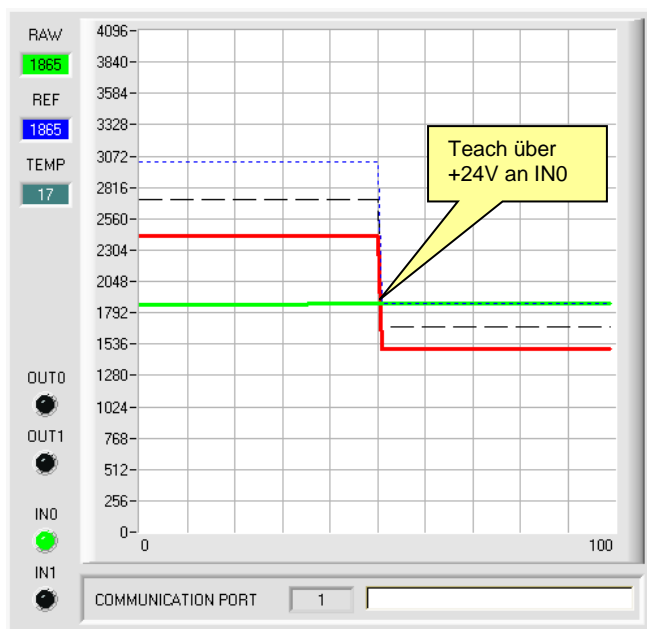 RAW
1865
REF
1865
TEMP
17
OUT0
OUT1
IN0
IN1
4096
3840
3584
3328
3072
2816
2560
2304
2048
1792
1536
1280
1024
768
512
256
0
0
100
Teach über
+24V an IN0
COMMUNICATION PORT
1